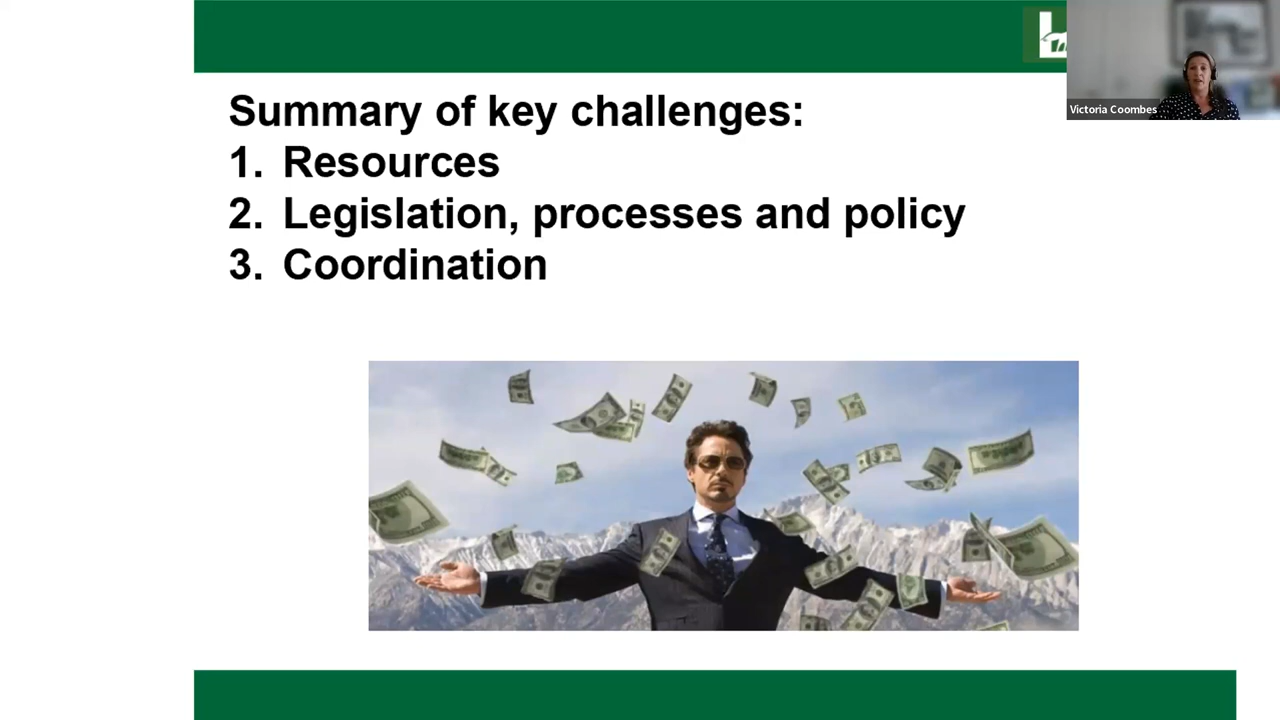 Summary of key challenges:
1. Resources
2. Legislation, processes and policy
3. Coordination
Victoria Coombes